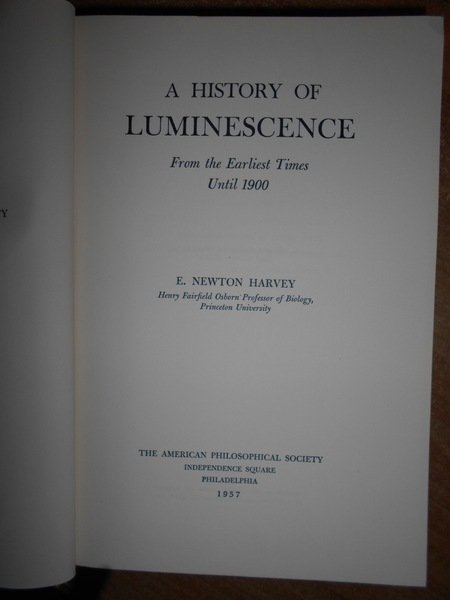 A HISTORY OF
LUMINESCENCE
From the Earliest Times
Until 1900
E. NEWTON HARVEY
Henry Fairfield Osborn Professor of Biology,
Princeton University
THE AMERICAN PHILOSOPHICAL SOCIETY
INDEPENDENCE SQUARE
PHILADELPHIA
1957